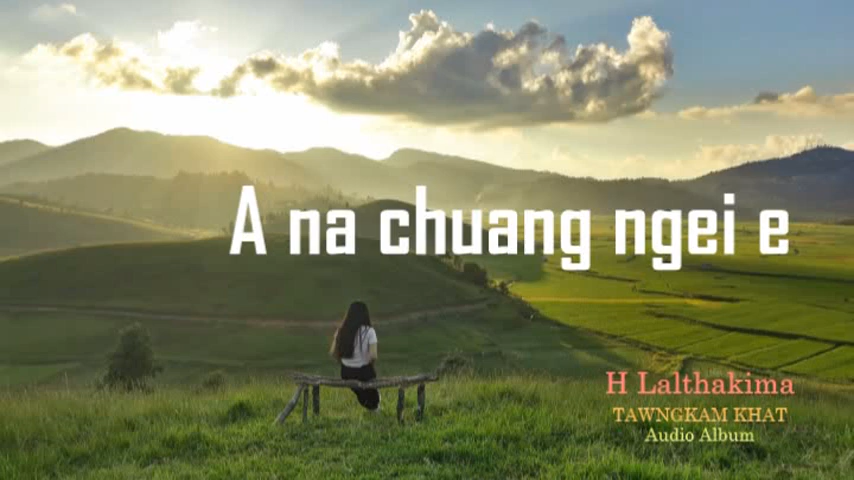 A na chuang ngei e
H Lalthakima
TAWNGKAM KHAT
Audio Album